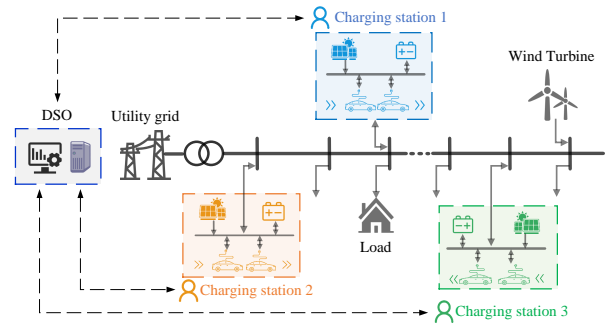 Charging station 1
Wind Turbine
DSO
Utility grid
Load
Charging station 2
Charging station 3